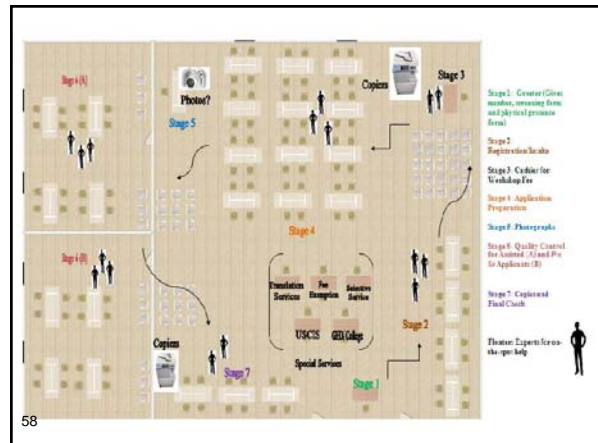 Stage 6 (A)
Photos?
Stage 5
Copiers
Stage 3
Stage 4
Stage 6 (B)
Translation
Services
Fee
Exemption
Selective
Service
USCIS
GED/College
Special Services
Stage 2
Stage 1
Copiers
Stage 7
Stage 1: Greeter (Gives
number, screening form
and physical presence
form)
Stage 2:
Registration/Intake
Stage 3: Cashier for
Workshop Fee
Stage 4: Application
Preparation
Stage 5: Photographs
Stage 6: Quality Control
for Assisted (A) and Pro
Se Applicants (B)
Stage 7: Copies and
Final Check
Floaters: Experts for on-
the-spot help
58